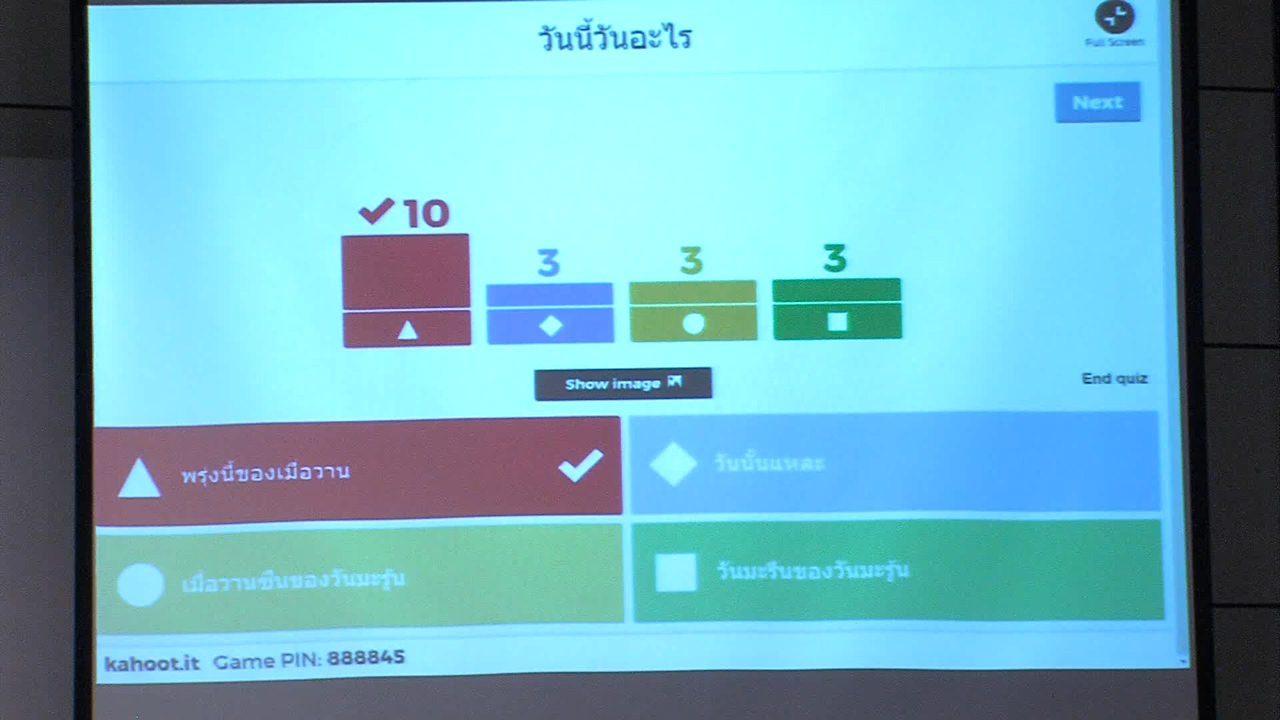 วันนี้วันอะไร
Full Screen
Next
10
3
3
3
Show image
End quiz
พรุ่งนี้ของเมื่อวาน
วันนั้นแหละ
เมื่อวานซืนของวันมะรุ้น
วันมะรืนของวันมะรุ้น
kahoot.it Game PIN: 888845